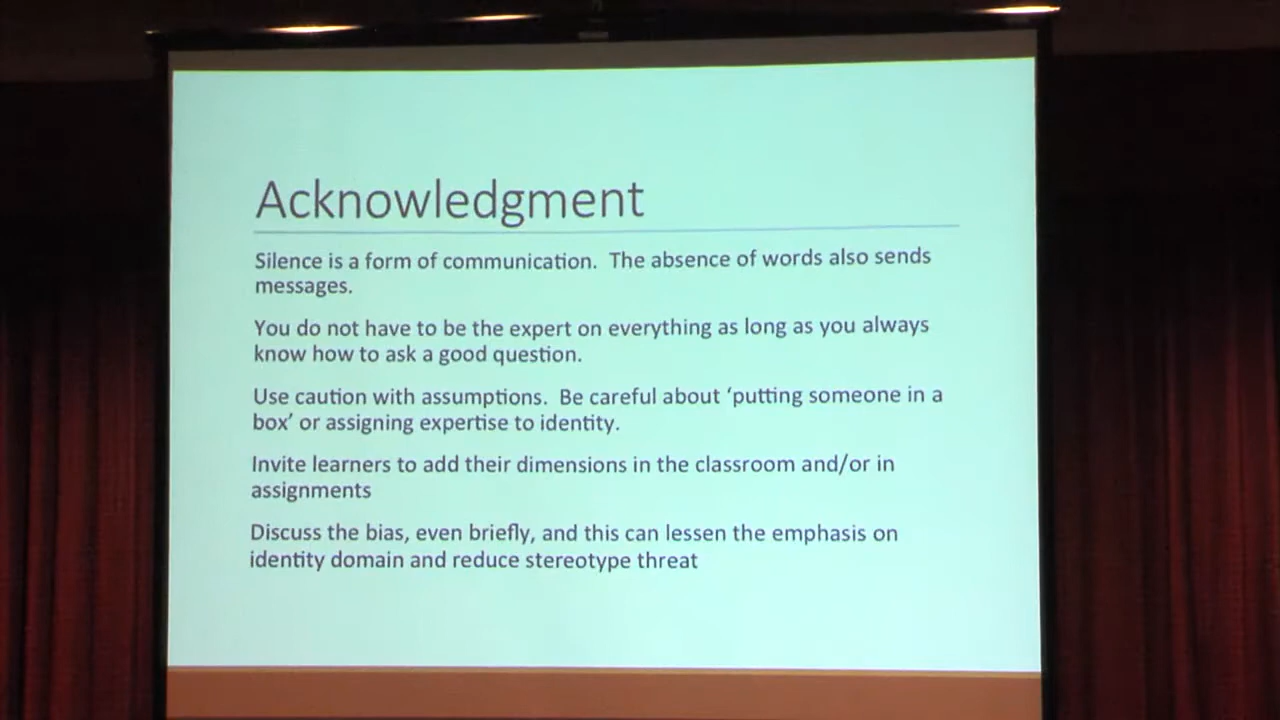 Acknowledgment
Silence is a form of communication.  The absence of words also sends
messages.
You do not have to be the expert on everything as long as you always
know how to ask a good question.
Use caution with assumptions.  Be careful about ‘putting someone in a
box’ or assigning expertise to identity.
Invite learners to add their dimensions in the classroom and/or in
assignments
Discuss the bias, even briefly, and this can lessen the emphasis on
identity domain and reduce stereotype threat